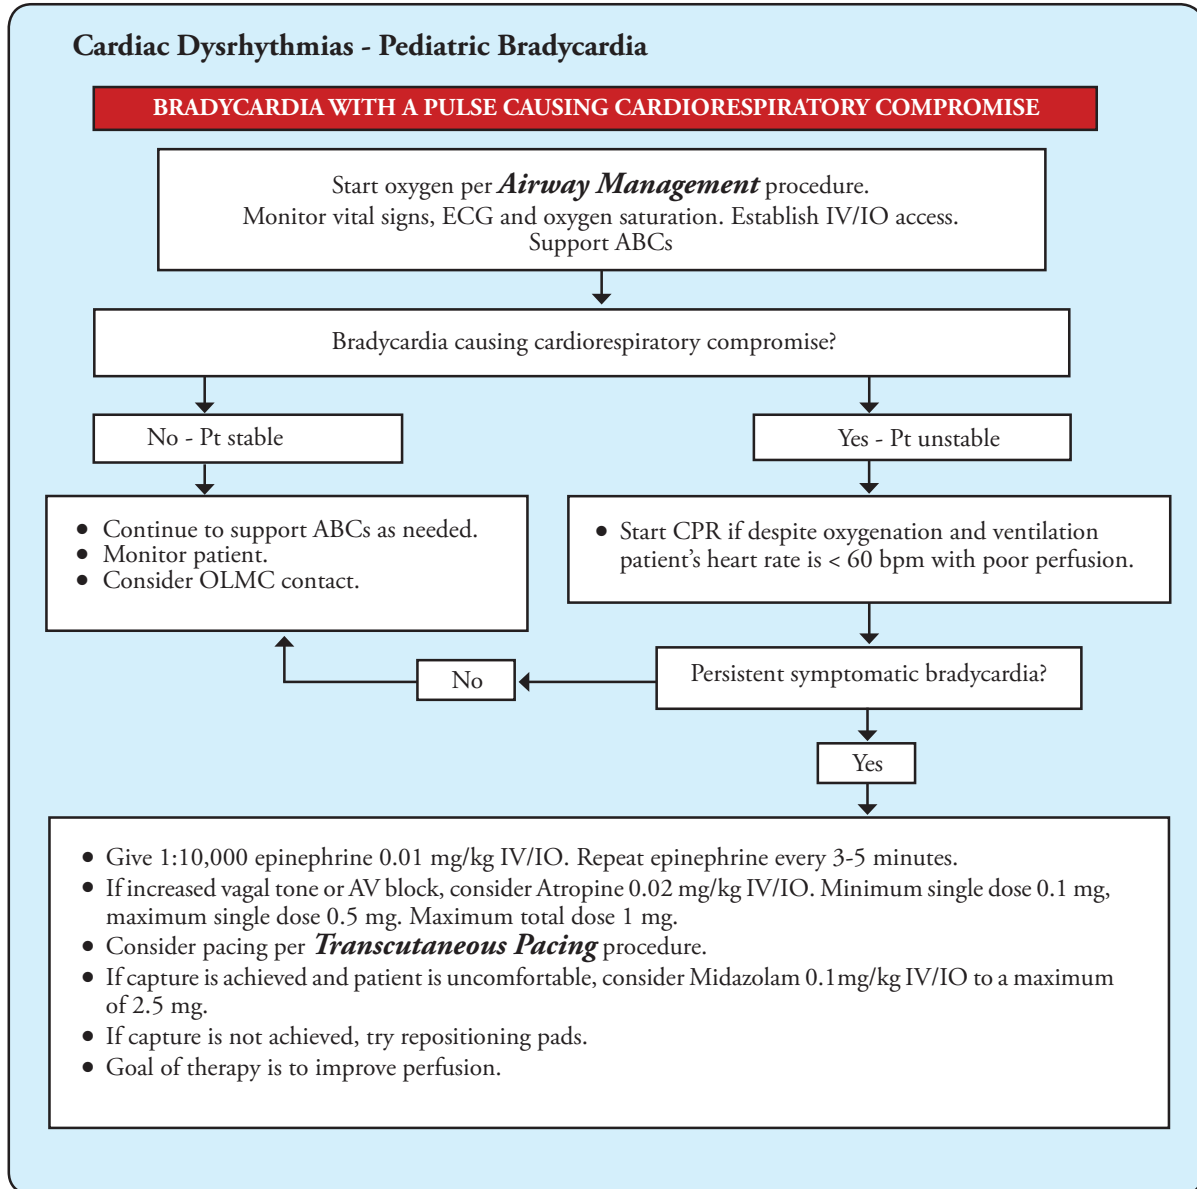 Cardiac Dysrhythmias - Pediatric Bradycardia
BRADYCARDIA WITH A PULSE CAUSING CARDIORESPIRATORY COMPROMISE
Start oxygen per Airway Management procedure.
Monitor vital signs, ECG and oxygen saturation. Establish IV/IO access.
Support ABCs
Bradycardia causing cardiorespiratory compromise?
No - Pt stable
Yes - Pt unstable
• Continue to support ABCs as needed.
• Monitor patient.
• Consider OLMC contact.
• Start CPR if despite oxygenation and ventilation
patient’s heart rate is < 60 bpm with poor perfusion.
Persistent symptomatic bradycardia?
No
Yes
• Give 1:10,000 epinephrine 0.01 mg/kg IV/IO. Repeat epinephrine every 3-5 minutes.
• If increased vagal tone or AV block, consider Atropine 0.02 mg/kg IV/IO. Minimum single dose 0.1 mg,
maximum single dose 0.5 mg. Maximum total dose 1 mg.
• Consider pacing per Transcutaneous Pacing procedure.
• If capture is achieved and patient is uncomfortable, consider Midazolam 0.1mg/kg IV/IO to a maximum
of 2.5 mg.
• If capture is not achieved, try repositioning pads.
• Goal of therapy is to improve perfusion.